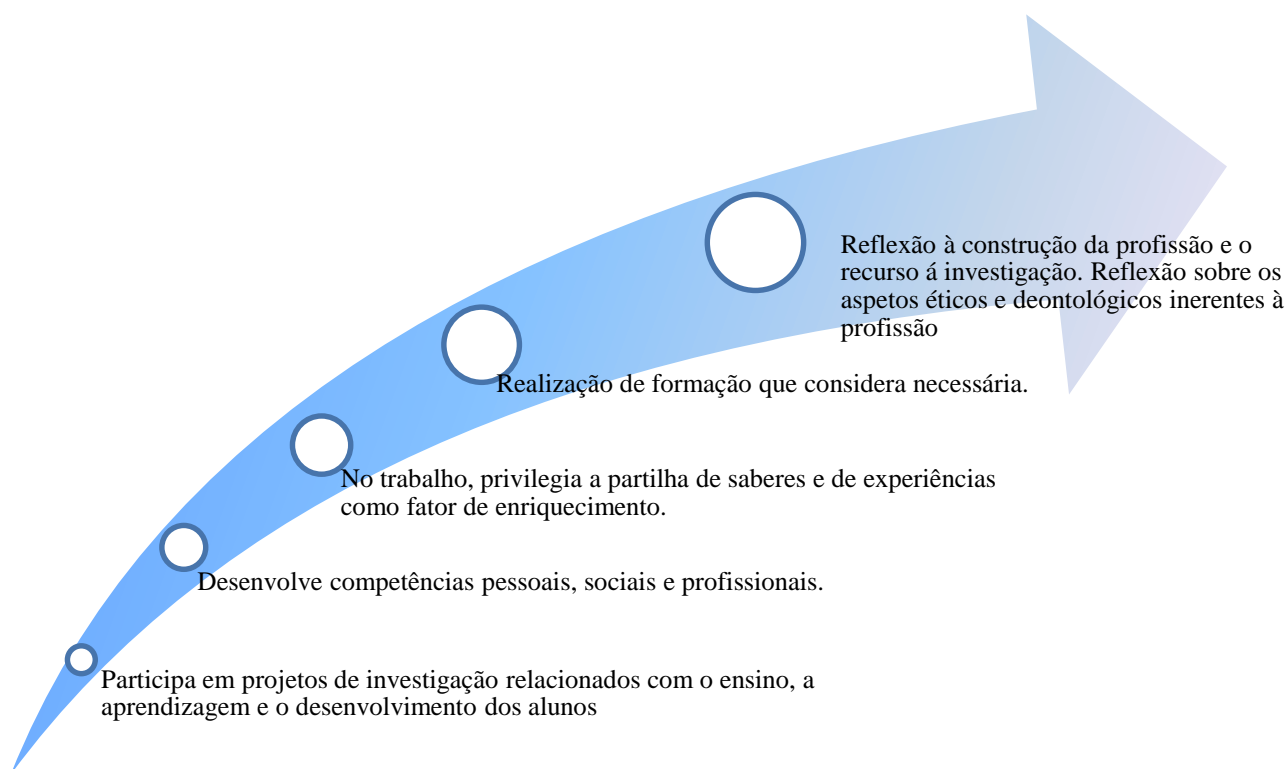 Reflexão à construção da profissão e o
recurso á investigação. Reflexão sobre os
aspetos éticos e deontológicos inerentes à
profissão
Realização de formação que considera necessária.
No trabalho, privilegia a partilha de saberes e de experiências
como fator de enriquecimento.
Desenvolve competências pessoais, sociais e profissionais.
Participa em projetos de investigação relacionados com o ensino, a
aprendizagem e o desenvolvimento dos alunos